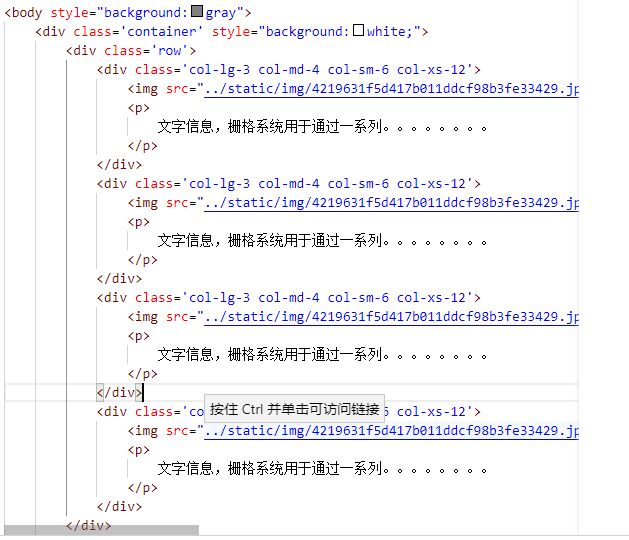 <body style="background:gray">
<div class='container' style="background:white;">
<div class='row'>
<div class='col-lg-3 col-md-4 col-sm-6 col-xs-12'>
<img src="../static/img/4219631f5d417b011ddcf98b3fe33429.jp
<p>
文字信息，栅格系统用于通过一系列。。。。。。。。
</p>
</div>
<div class='col-lg-3 col-md-4 col-sm-6 col-xs-12'>
<img src="../static/img/4219631f5d417b011ddcf98b3fe33429.jp
<p>
文字信息，栅格系统用于通过一系列。。。。。。。。
</p>
</div>
<div class='col-lg-3 col-md-4 col-sm-6 col-xs-12'>
<img src="../static/img/4219631f5d417b011ddcf98b3fe33429.jp
<p>
文字信息，栅格系统用于通过一系列。。。。。。。。
</p>
</div>
按住 Ctrl 并单击可访问链接
<div class='co col-sm-6 col-xs-12'>
<img src="../static/img/4219631f5d417b011ddcf98b3fe33429.jp
<p>
文字信息，栅格系统用于通过一系列。。。。。。。。
</p>
</div>
</div>